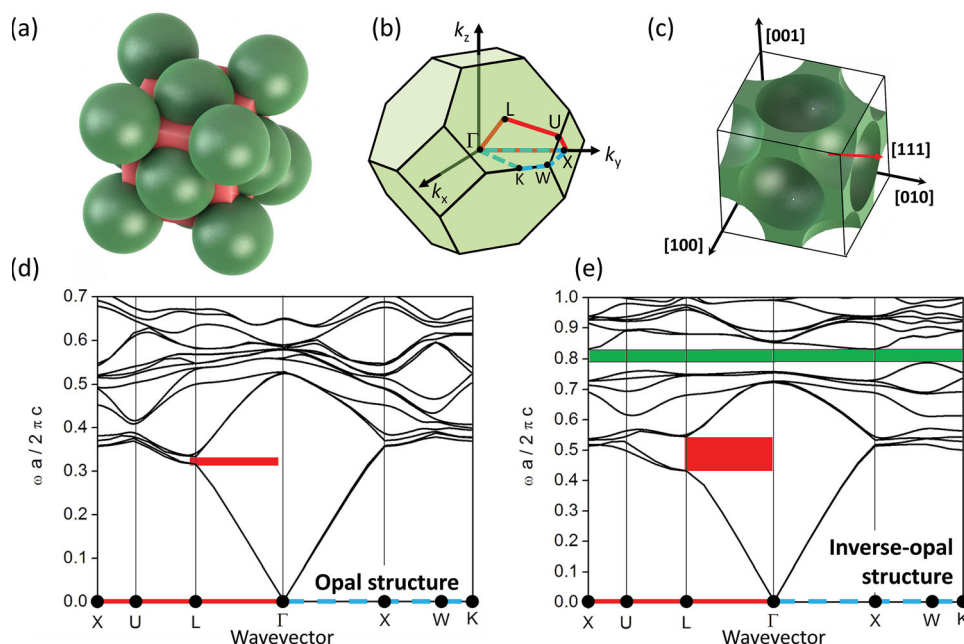 (a)
(b)
k_z
L
U
Γ
X
k_y
K
W
k_x
(c)
[001]
[111]
[010]
[100]
(d)
0.7
0.6
0.5
0.4
0.3
0.2
0.1
0.0
ω a / 2 π c
Opal structure
X U L Γ X W K
Wavevector
(e)
1.0
0.9
0.8
0.7
0.6
0.5
0.4
0.3
0.2
0.1
0.0
ω a / 2 π c
Inverse-opal
structure
X U L Γ X W K
Wavevector